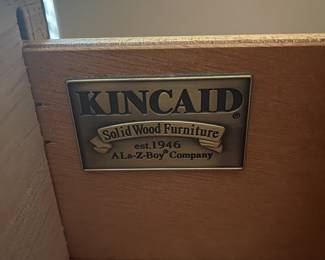 KINCAID®
Solid Wood Furniture
est. 1946
A La-Z-Boy® Company